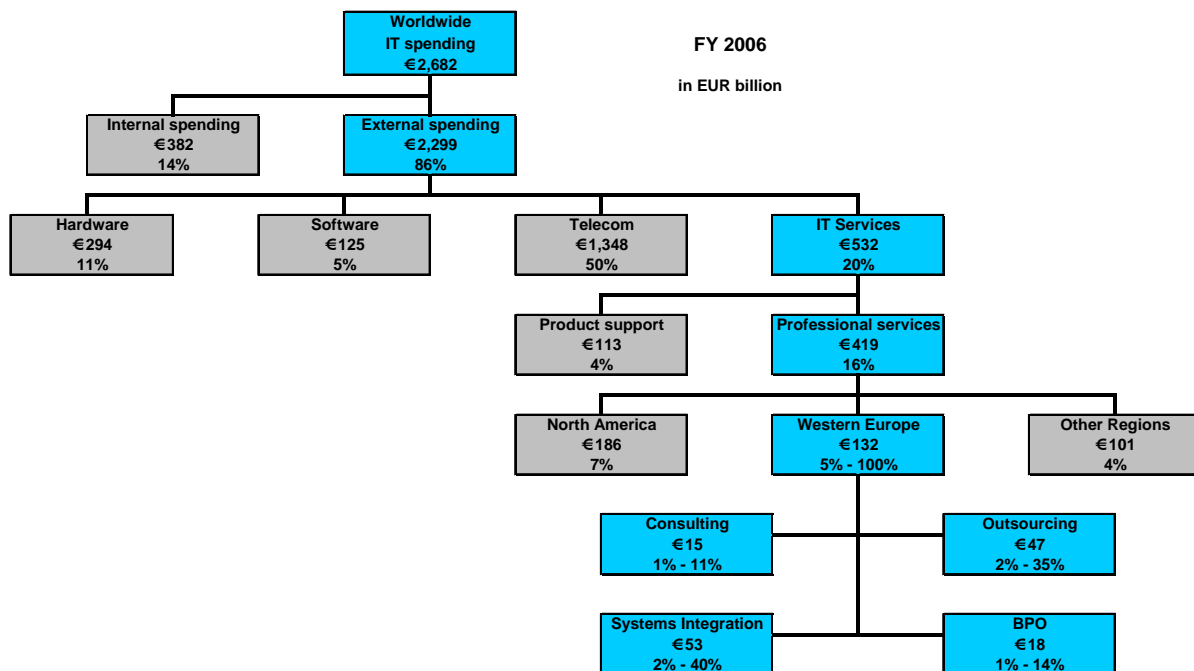 Worldwide
IT spending
€2,682
FY 2006
in EUR billion
Internal spending
€382
14%
External spending
€2,299
86%
Hardware
€294
11%
Software
€125
5%
Telecom
€1,348
50%
IT Services
€532
20%
Product support
€113
4%
Professional services
€419
16%
North America
€186
7%
Western Europe
€132
5% - 100%
Other Regions
€101
4%
Consulting
€15
1% - 11%
Outsourcing
€47
2% - 35%
Systems Integration
€53
2% - 40%
BPO
€18
1% - 14%